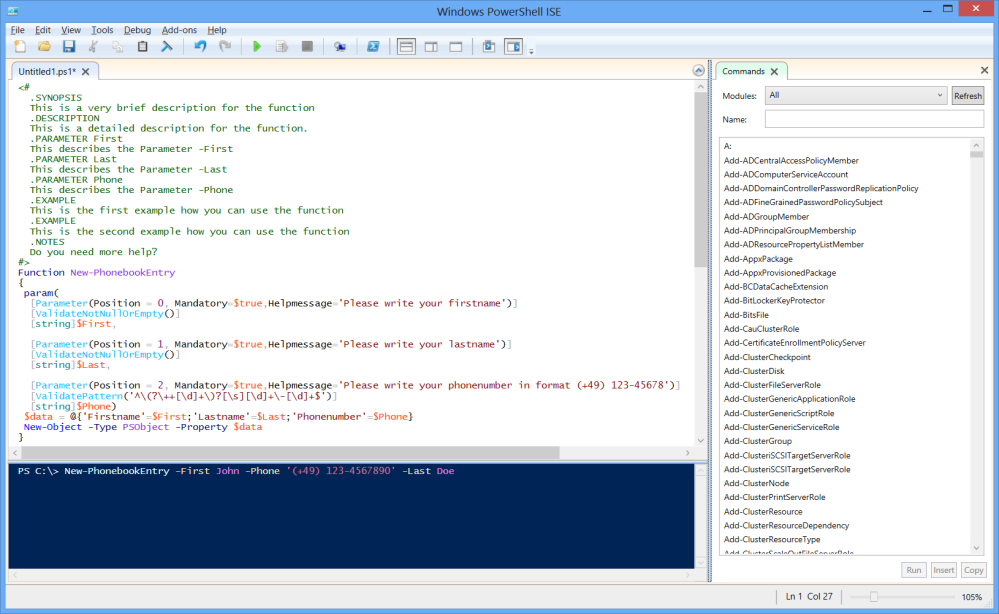 Windows PowerShell ISE
File Edit View Tools Debug Add-ons Help
Untitled1.ps1*
<#
.SYNOPSIS
This is a very brief description for the function
.DESCRIPTION
This is a detailed description for the function.
.PARAMETER First
This describes the Parameter -First
.PARAMETER Last
This describes the Parameter -Last
.PARAMETER Phone
This describes the Parameter -Phone
.EXAMPLE
This is the first example how you can use the function
.EXAMPLE
This is the second example how you can use the function
.NOTES
Do you need more help?
#>
Function New-PhonebookEntry
{
param(
[Parameter(Position = 0, Mandatory=$true,Helpmessage='Please write your firstname')]
[ValidateNotNullOrEmpty()]
[string]$First,
[Parameter(Position = 1, Mandatory=$true,Helpmessage='Please write your lastname')]
[ValidateNotNullOrEmpty()]
[string]$Last,
[Parameter(Position = 2, Mandatory=$true,Helpmessage='Please write your phonenumber in format (+49) 123-45678')]
[ValidatePattern('^\(?\++[\d]+\)?[\s][\d]+\-[\d]+$')]
[string]$Phone)
$data = @{'Firstname'=$First;'Lastname'=$Last;'Phonenumber'=$Phone}
New-Object -Type PSObject -Property $data
}
PS C:\> New-PhonebookEntry -First John -Phone '(+49) 123-4567890' -Last Doe
Commands
Modules: All Refresh
Name:
A:
Add-ADCentralAccessPolicyMember
Add-ADComputerServiceAccount
Add-ADDomainControllerPasswordReplicationPolicy
Add-ADFineGrainedPasswordPolicySubject
Add-ADGroupMember
Add-ADPrincipalGroupMembership
Add-ADResourcePropertyListMember
Add-AppxPackage
Add-AppxProvisionedPackage
Add-BCDataCacheExtension
Add-BitLockerKeyProtector
Add-BitsFile
Add-CauClusterRole
Add-CertificateEnrollmentPolicyServer
Add-ClusterCheckpoint
Add-ClusterDisk
Add-ClusterFileServerRole
Add-ClusterGenericApplicationRole
Add-ClusterGenericScriptRole
Add-ClusterGenericServiceRole
Add-ClusterGroup
Add-ClusteriSCSITargetServerRole
Add-ClusteriSCSITargetServerRole
Add-ClusterNode
Add-ClusterPrintServerRole
Add-ClusterResource
Add-ClusterResourceDependency
Add-ClusterResourceType
Add-ClusterScaleOutFileServerRole
Run Insert Copy
Ln 1 Col 27 105%